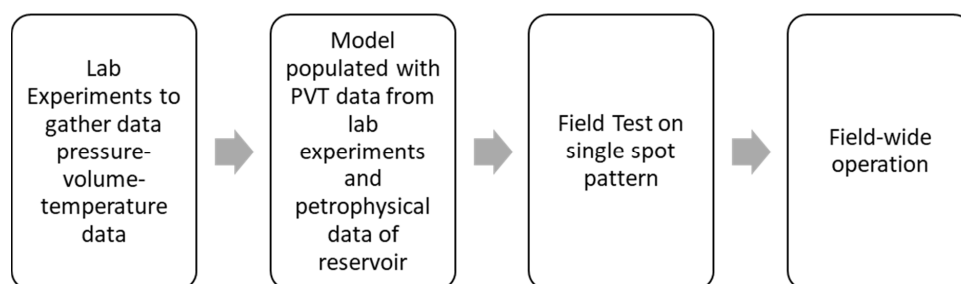 Lab
Experiments to
gather data
pressure-
volume-
temperature
data
Model
populated with
PVT data from
lab
experiments
and
petrophysical
data of
reservoir
Field Test on
single spot
pattern
Field-wide
operation